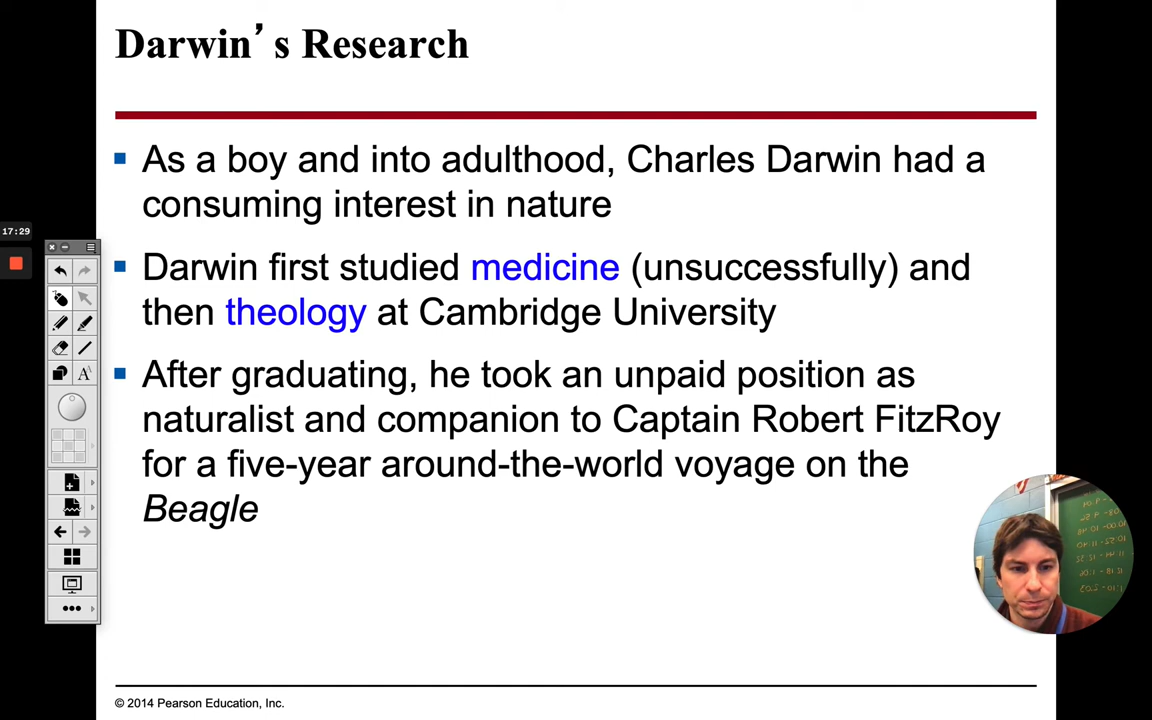 Darwin’s Research
As a boy and into adulthood, Charles Darwin had a
consuming interest in nature
Darwin first studied medicine (unsuccessfully) and
then theology at Cambridge University
After graduating, he took an unpaid position as
naturalist and companion to Captain Robert FitzRoy
for a five-year around-the-world voyage on the
Beagle
17:29
A
© 2014 Pearson Education, Inc.